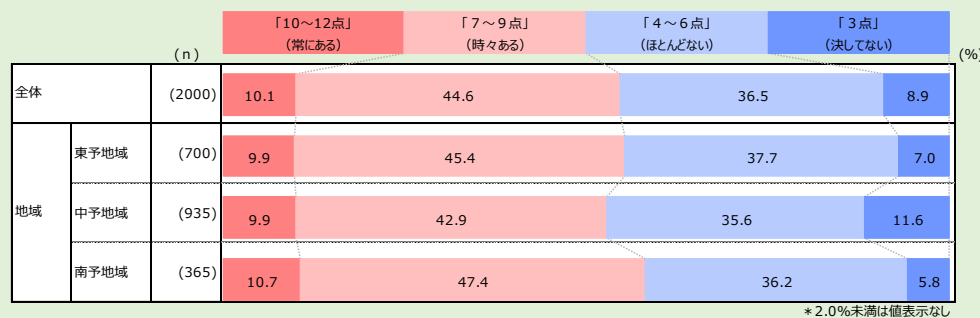 「10～12点」 「7～9点」 「4～6点」 「3点」
(常にある) (時々ある) (ほとんどない) (決してない)
(n) (%)
全体 (2000) 10.1 44.6 36.5 8.9
東予地域 (700) 9.9 45.4 37.7 7.0
地域 中予地域 (935) 9.9 42.9 35.6 11.6
南予地域 (365) 10.7 47.4 36.2 5.8
＊2.0%未満は値表示なし